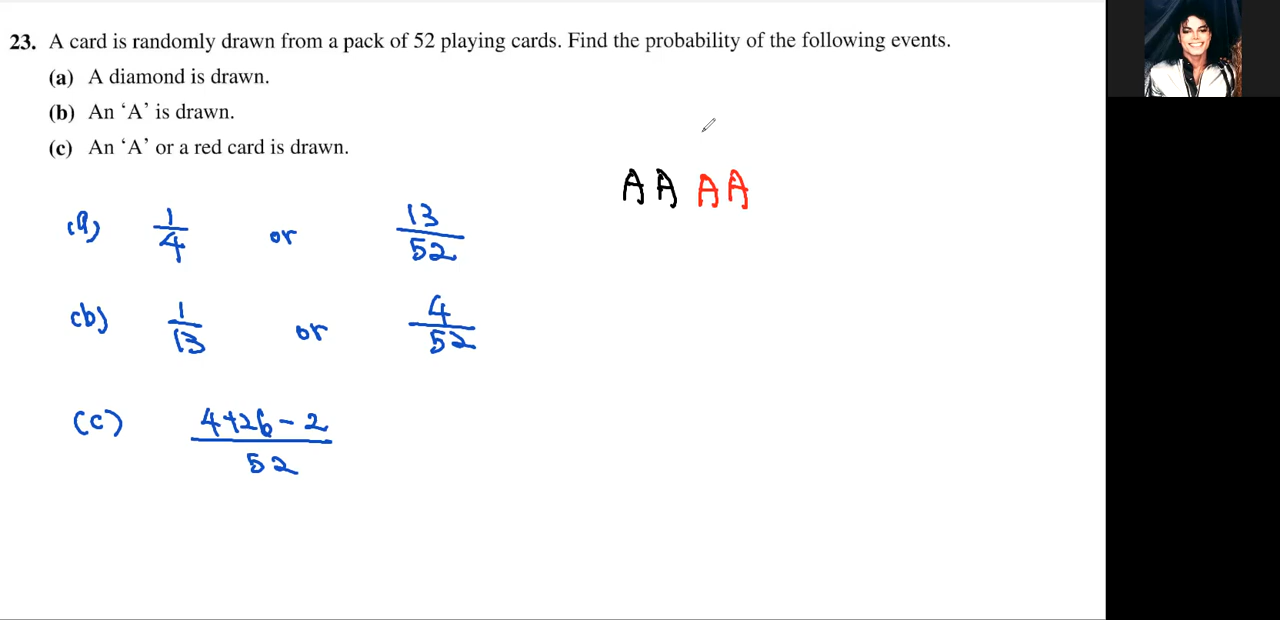 23. A card is randomly drawn from a pack of 52 playing cards. Find the probability of the following events.
(a) A diamond is drawn.
(b) An ‘A’ is drawn.
(c) An ‘A’ or a red card is drawn.
A A A A
(a) 1/4 or 13/52
(b) 1/13 or 4/52
(c) 4+26-2/52